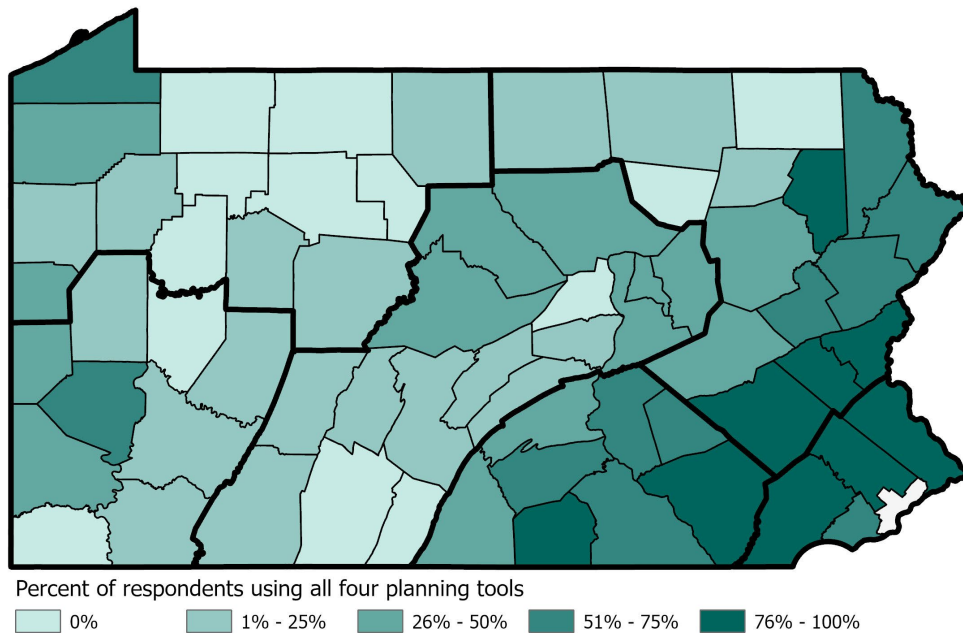 Percent of respondents using all four planning tools
0% 1% - 25% 26% - 50% 51% - 75% 76% - 100%